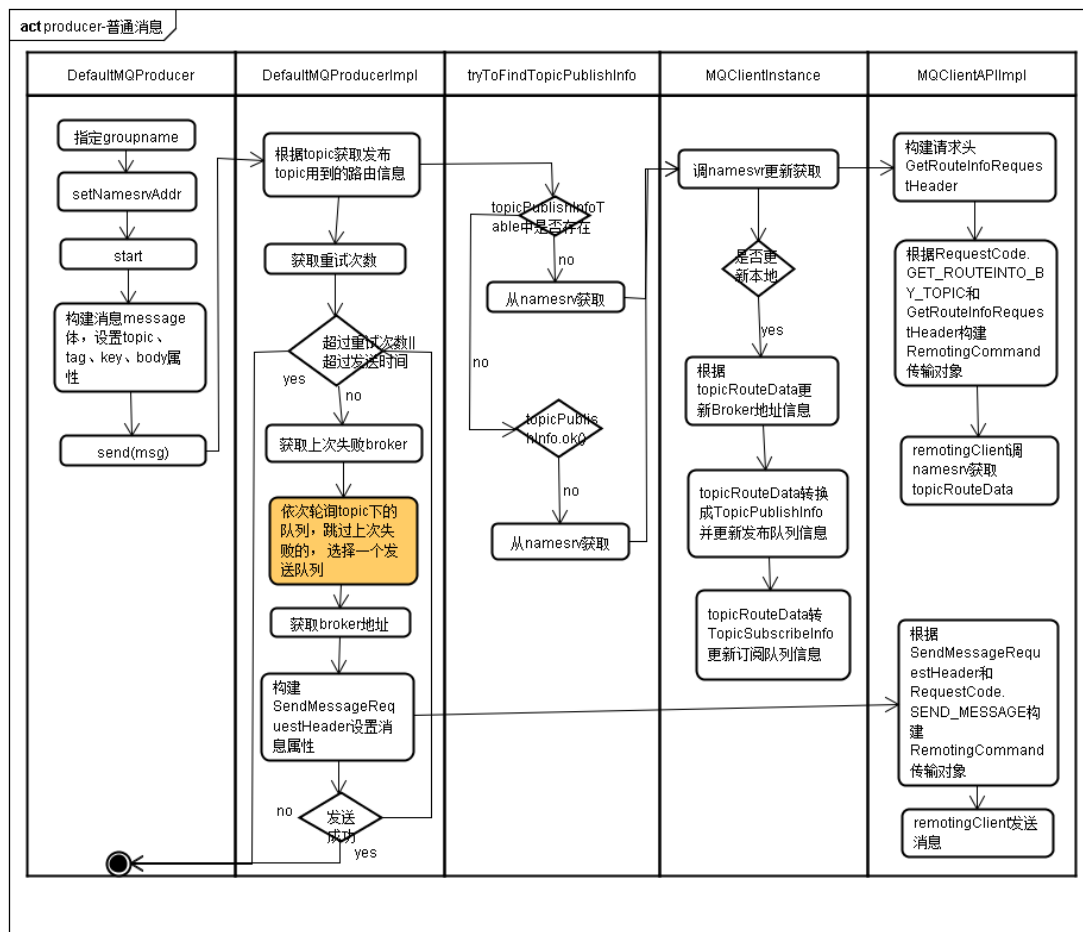 act producer-普通消息
DefaultMQProducer
DefaultMQProducerImpl
tryToFindTopicPublishInfo
MQClientInstance
MQClientAPIImpl
指定groupname
setNamesrvAddr
start
构建消息message
体，设置topic、
tag、key、body属
性
send(msg)
根据topic获取发布
topic用到的路由信息
获取重试次数
超过重试次数||
超过发送时间
yes
no
获取上次失败broker
依次轮询topic下的
队列，跳过上次失
败的， 选择一个发
送队列
获取broker地址
构建
SendMessageReq
uestHeader设置消
息属性
no
发送
成功
yes
topicPublishInfoT
able中是否存在
no
从namesrv获取
no
topicPublis
hInfo.ok()
no
从namesrv获取
调namesvr更新获取
是否更
新本地
yes
根据
topicRouteData更
新Broker地址信息
topicRouteData转换
成TopicPublishInfo
并更新发布队列信息
topicRouteData转
TopicSubscribeInfo
更新订阅队列信息
构建请求头
GetRouteInfoReques
tHeader
根据RequestCode.
GET_ROUTEINTO_B
Y_TOPIC和
GetRouteInfoReques
tHeader构建
RemotingCommand
传输对象
remotingClient调
namesrv获取
topicRouteData
根据
SendMessageRequ
estHeader和
RequestCode.
SEND_MESSAGE构
建
RemotingCommand
传输对象
remotingClient发送
消息